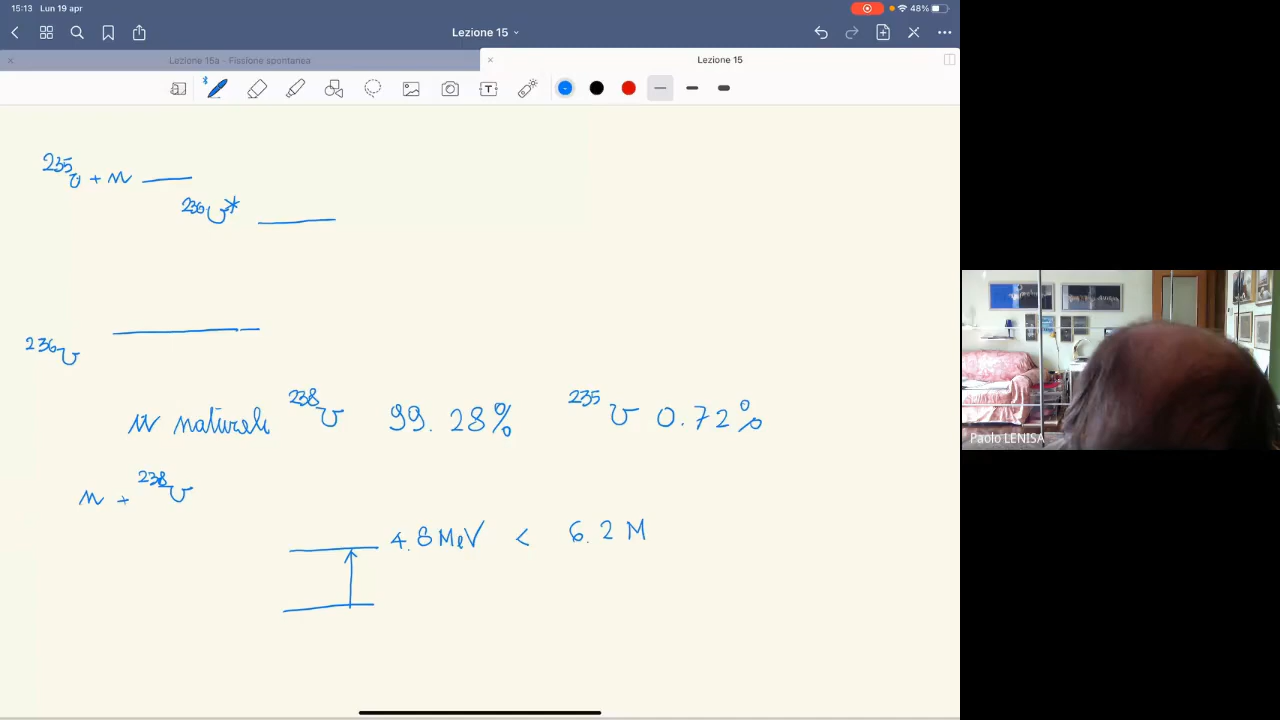 15:13 Lun 19 apr
48%
Lezione 15
Lezione 15a - Fissione spontanea
Lezione 15
²³⁵U + n
²³⁶U*
²³⁶U
U naturale ²³⁸U 99.28% ²³⁵U 0.72%
n + ²³⁸U
4.8 MeV < 6.2 M
Paolo LENISA